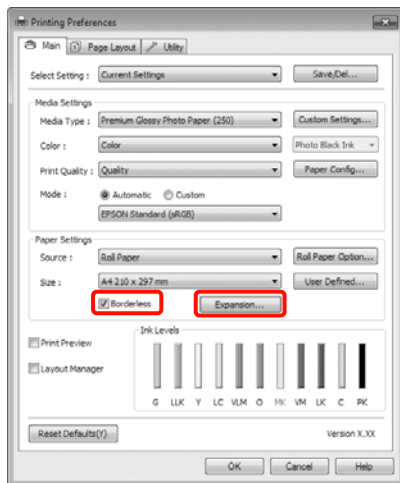 Printing Preferences
Main Page Layout Utility
Select Setting : Current Settings Save/Del...
Media Settings
Media Type : Premium Glossy Photo Paper (250) Custom Settings...
Color : Color Photo Black Ink
Print Quality : Quality Paper Config...
Mode : Automatic Custom
EPSON Standard (sRGB)
Paper Settings
Source : Roll Paper Roll Paper Option...
Size : A4 210 x 297 mm User Defined...
Borderless Expansion...
Ink Levels
Print Preview
Layout Manager
G LLK Y LC VLM O MK VM LK C PK
Reset Defaults(Y) Version X.XX
OK Cancel Help